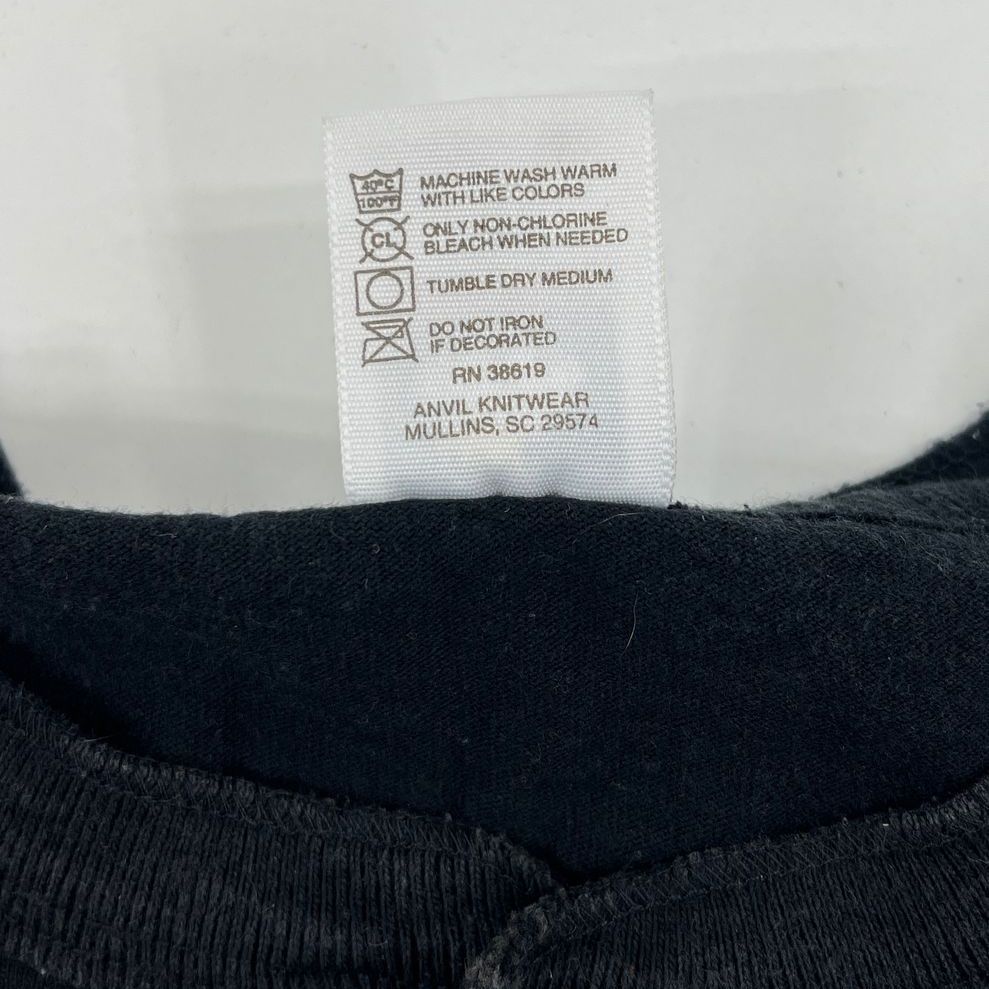 40°C
100°F
MACHINE WASH WARM
WITH LIKE COLORS
CL
ONLY NON-CHLORINE
BLEACH WHEN NEEDED
TUMBLE DRY MEDIUM
DO NOT IRON
IF DECORATED
RN 38619
ANVIL KNITWEAR
MULLINS, SC 29574